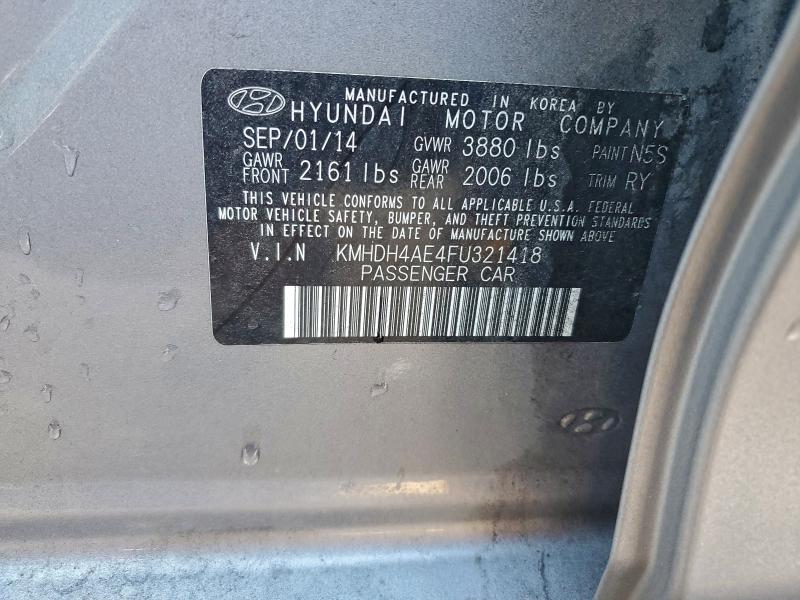 MANUFACTURED IN KOREA BY
HYUNDAI MOTOR COMPANY
SEP/01/14 GVWR 3880 lbs PAINT N5S
GAWR FRONT 2161 lbs GAWR REAR 2006 lbs TRIM RY
THIS VEHICLE CONFORMS TO ALL APPLICABLE U.S.A. FEDERAL
MOTOR VEHICLE SAFETY, BUMPER, AND THEFT PREVENTION STANDARDS
IN EFFECT ON THE DATE OF MANUFACTURE SHOWN ABOVE
V.I.N KMHDH4AE4FU321418
PASSENGER CAR